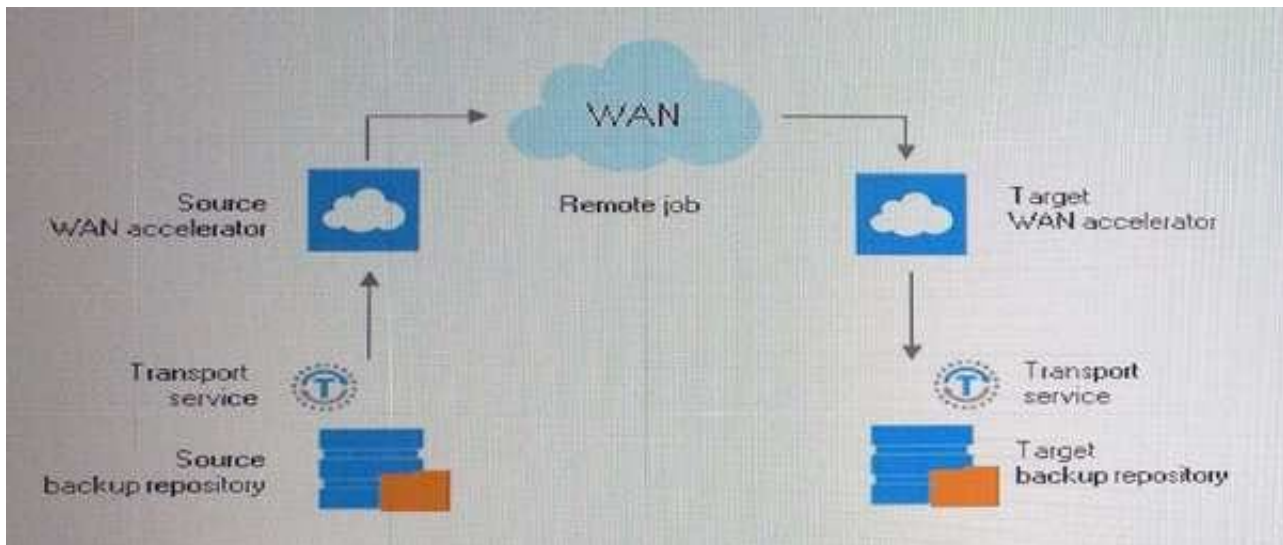 WAN
Remote job
Source
WAN accelerator
Target
WAN accelerator
Transport
service
T
Transport
service
T
Source
backup repository
Target
backup repository